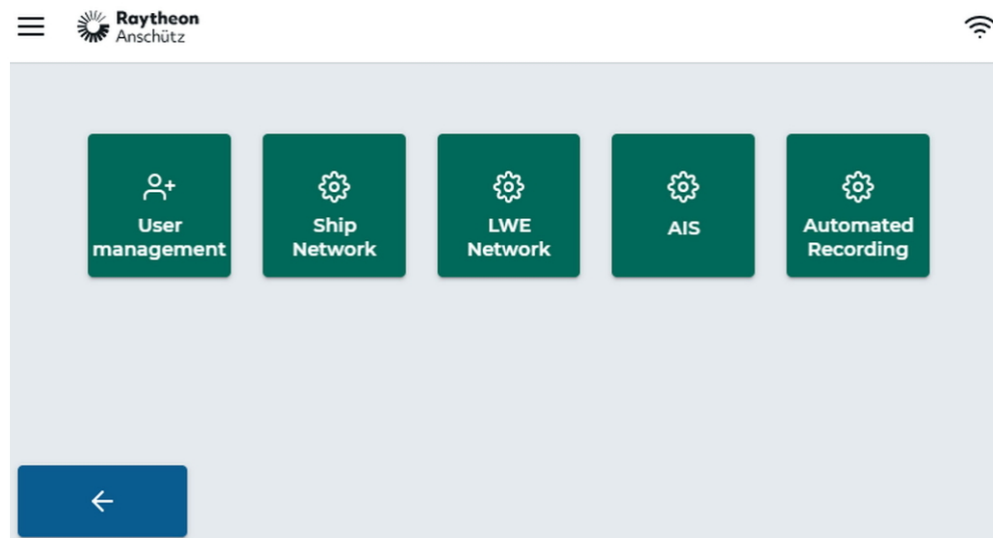 Raytheon
Anschütz
User
management
Ship
Network
LWE
Network
AIS
Automated
Recording